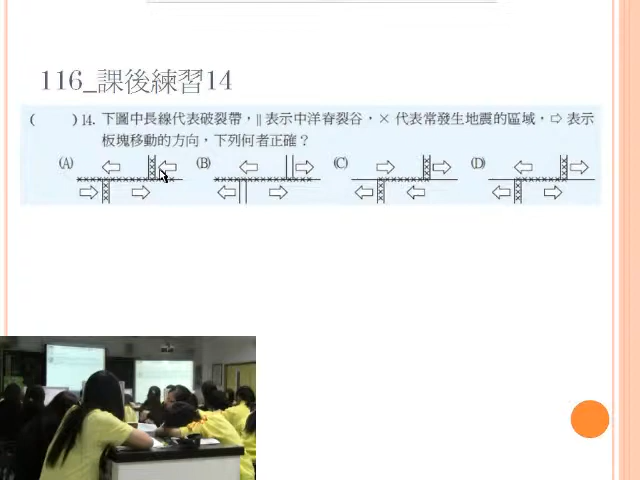 116_課後練習14
(　　)14. 下圖中長線代表破裂帶，‖表示中洋脊裂谷，× 代表常發生地震的區域，⇨ 表示
板塊移動的方向，下列何者正確？
(A) (B) (C) (D)